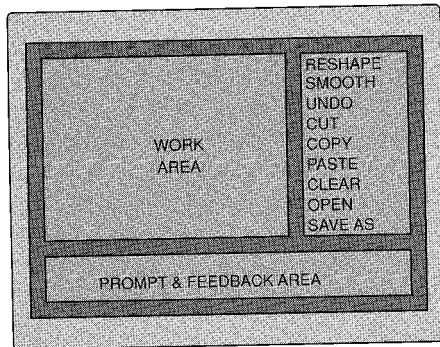 WORK
AREA
RESHAPE
SMOOTH
UNDO
CUT
COPY
PASTE
CLEAR
OPEN
SAVE AS
PROMPT & FEEDBACK AREA